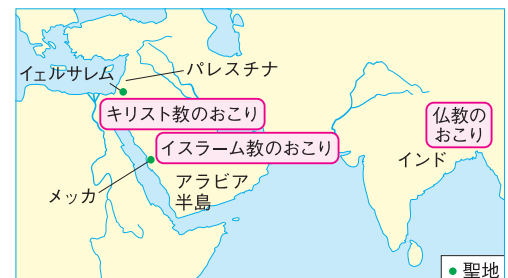 イェルサレム
パレスチナ
キリスト教のおこり
イスラーム教のおこり
メッカ
アラビア
半島
仏教の
おこり
インド
聖地